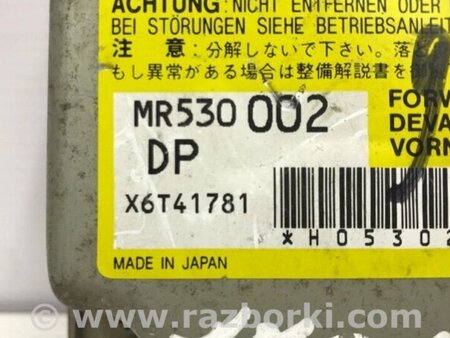 ACHTUNG: NICHT ENTFERNEN ODER
BEI STÖRUNGEN SIEHE BETRIEBSANLEIT
注 意：分解しないで下さい。落
もし異常がある場合は整備解説書を御
MR530 002
DP
X6T41781
FORW
DEVA
VORN
*H05302
MADE IN JAPAN
© www.razborki.com